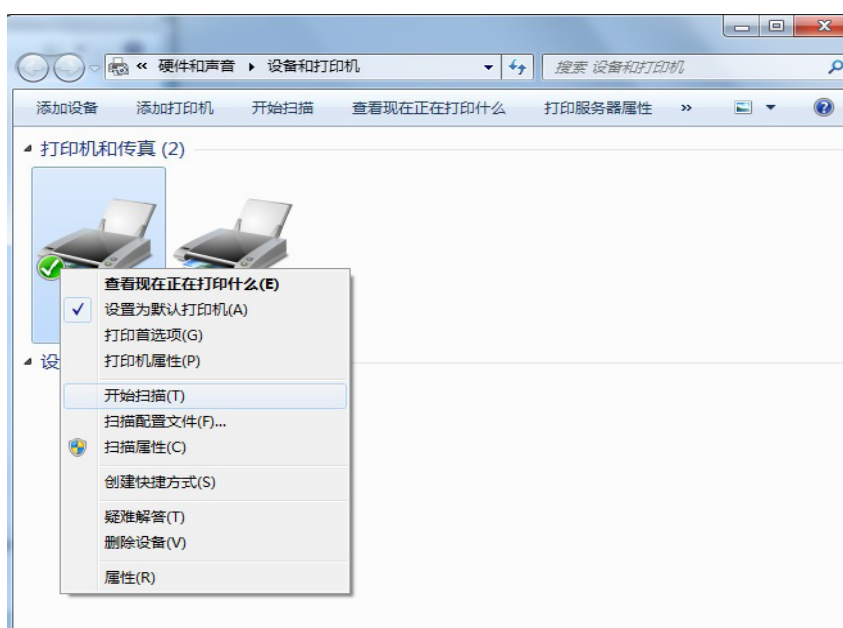 « 硬件和声音 ▸ 设备和打印机
搜索 设备和打印机
添加设备 添加打印机 开始扫描 查看现在正在打印什么 打印服务器属性 »
打印机和传真 (2)
查看现在正在打印什么(E)
设置为默认打印机(A)
打印首选项(G)
打印机属性(P)
设
开始扫描(T)
扫描配置文件(F)...
扫描属性(C)
创建快捷方式(S)
疑难解答(T)
删除设备(V)
属性(R)